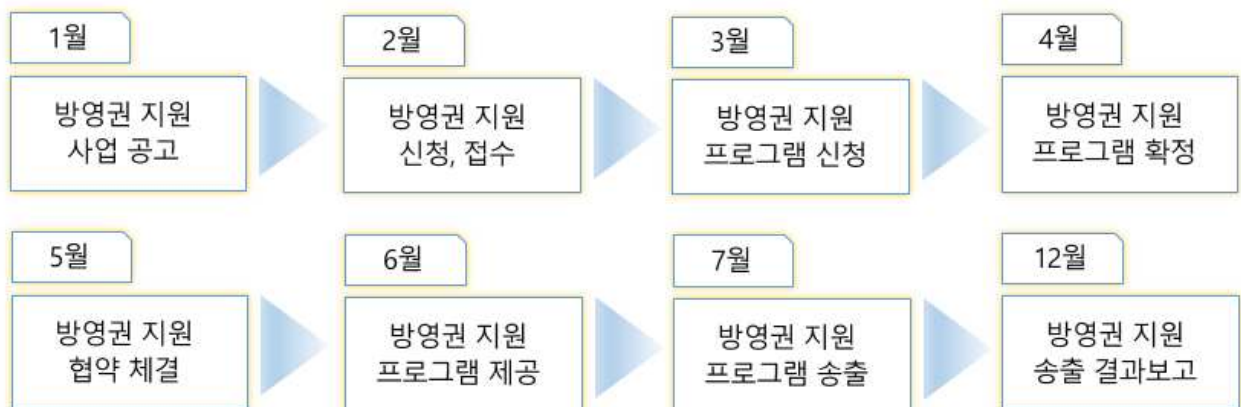 1월
방영권 지원
사업 공고
2월
방영권 지원
신청, 접수
3월
방영권 지원
프로그램 신청
4월
방영권 지원
프로그램 확정
5월
방영권 지원
협약 체결
6월
방영권 지원
프로그램 제공
7월
방영권 지원
프로그램 송출
12월
방영권 지원
송출 결과보고